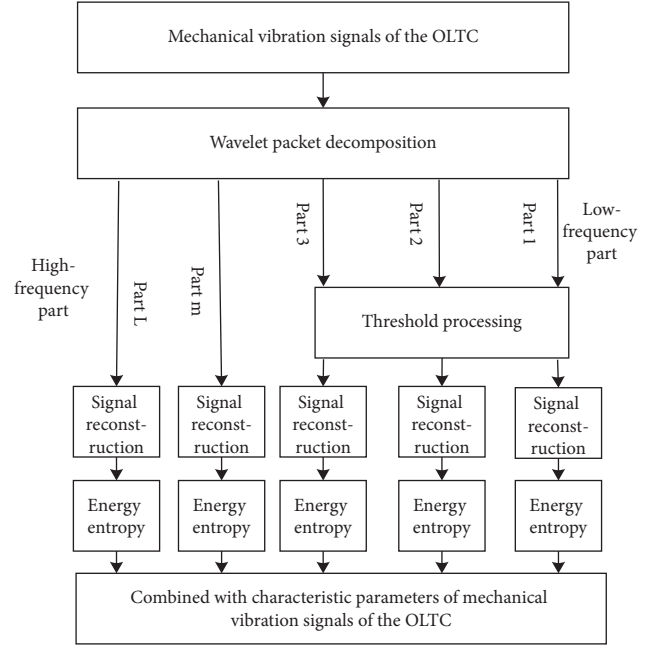 Mechanical vibration signals of the OLTC
Wavelet packet decomposition
High-
frequency
part
Part L
Part m
Part 3
Part 2
Part 1
Low-
frequency
part
Threshold processing
Signal
reconst-
ruction
Signal
reconst-
ruction
Signal
reconst-
ruction
Signal
reconst-
ruction
Signal
reconst-
ruction
Energy
entropy
Energy
entropy
Energy
entropy
Energy
entropy
Energy
entropy
Combined with characteristic parameters of mechanical
vibration signals of the OLTC